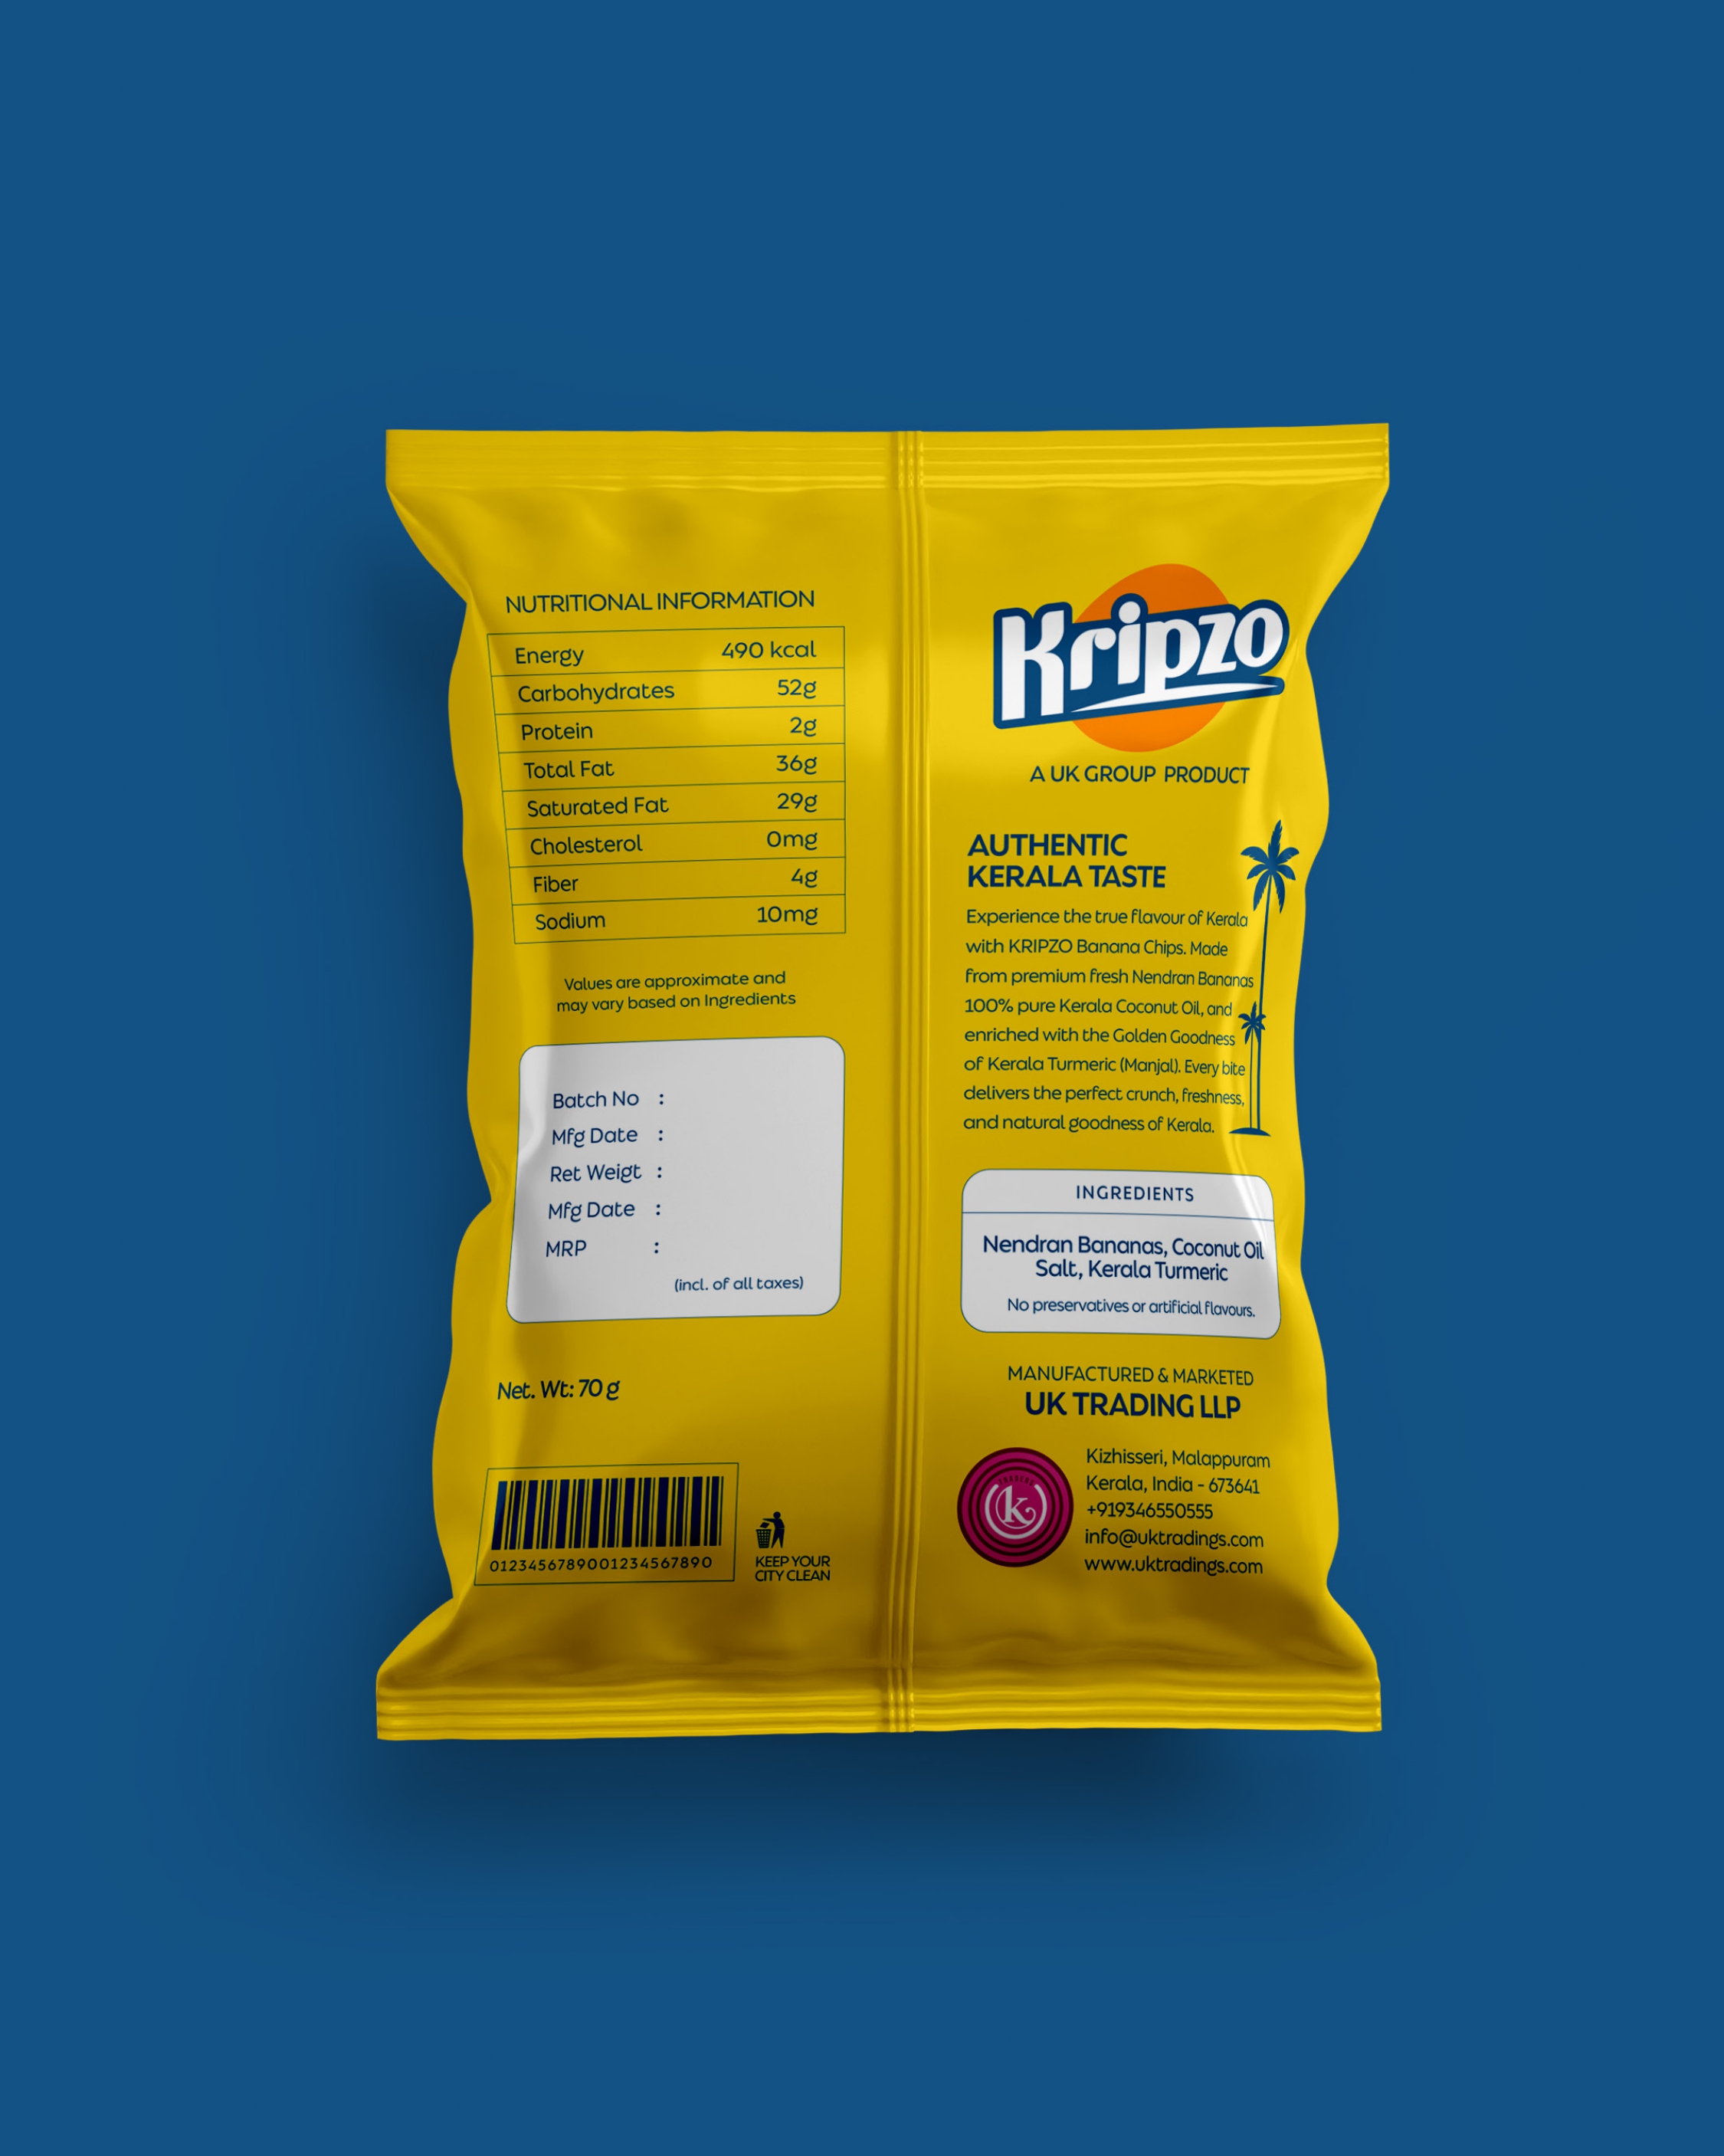 NUTRITIONAL INFORMATION
Energy 490 kcal
Carbohydrates 52g
Protein 2g
Total Fat 36g
Saturated Fat 29g
Cholesterol 0mg
Fiber 4g
Sodium 10mg
Values are approximate and
may vary based on Ingredients
Batch No :
Mfg Date :
Ret Weigt :
Mfg Date :
MRP :
(incl. of all taxes)
Net. Wt: 70 g
0123456789001234567890
KEEP YOUR
CITY CLEAN
Kripzo
A UK GROUP PRODUCT
AUTHENTIC
KERALA TASTE
Experience the true flavour of Kerala
with KRIPZO Banana Chips. Made
from premium fresh Nendran Bananas
100% pure Kerala Coconut Oil, and
enriched with the Golden Goodness
of Kerala Turmeric (Manjal). Every bite
delivers the perfect crunch, freshness,
and natural goodness of Kerala.
INGREDIENTS
Nendran Bananas, Coconut Oil
Salt, Kerala Turmeric
No preservatives or artificial flavours.
MANUFACTURED & MARKETED
UK TRADING LLP
TRADERS
k
Kizhisseri, Malappuram
Kerala, India - 673641
+919346550555
info@uktradings.com
www.uktradings.com